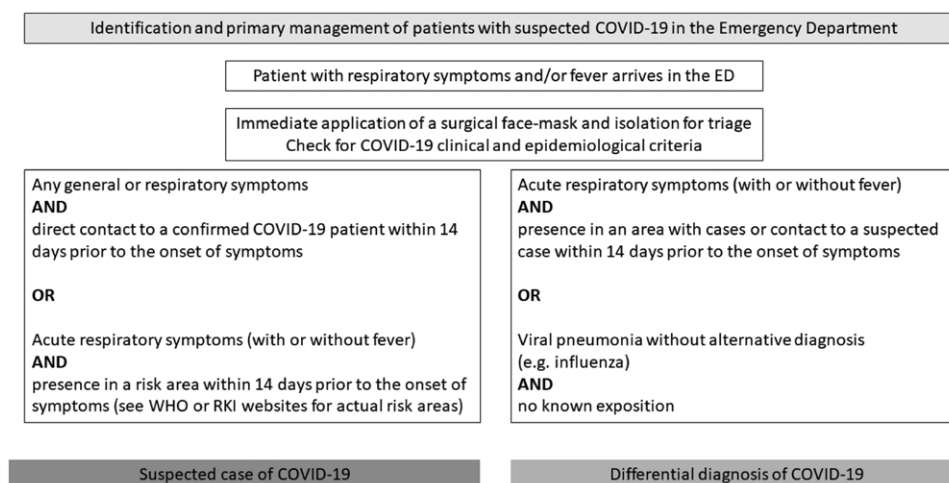 Identification and primary management of patients with suspected COVID-19 in the Emergency Department
Patient with respiratory symptoms and/or fever arrives in the ED
Immediate application of a surgical face-mask and isolation for triage
Check for COVID-19 clinical and epidemiological criteria
Any general or respiratory symptoms
AND
direct contact to a confirmed COVID-19 patient within 14
days prior to the onset of symptoms
OR
Acute respiratory symptoms (with or without fever)
AND
presence in a risk area within 14 days prior to the onset of
symptoms (see WHO or RKI websites for actual risk areas)
Acute respiratory symptoms (with or without fever)
AND
presence in an area with cases or contact to a suspected
case within 14 days prior to the onset of symptoms
OR
Viral pneumonia without alternative diagnosis
(e.g. influenza)
AND
no known exposition
Suspected case of COVID-19
Differential diagnosis of COVID-19